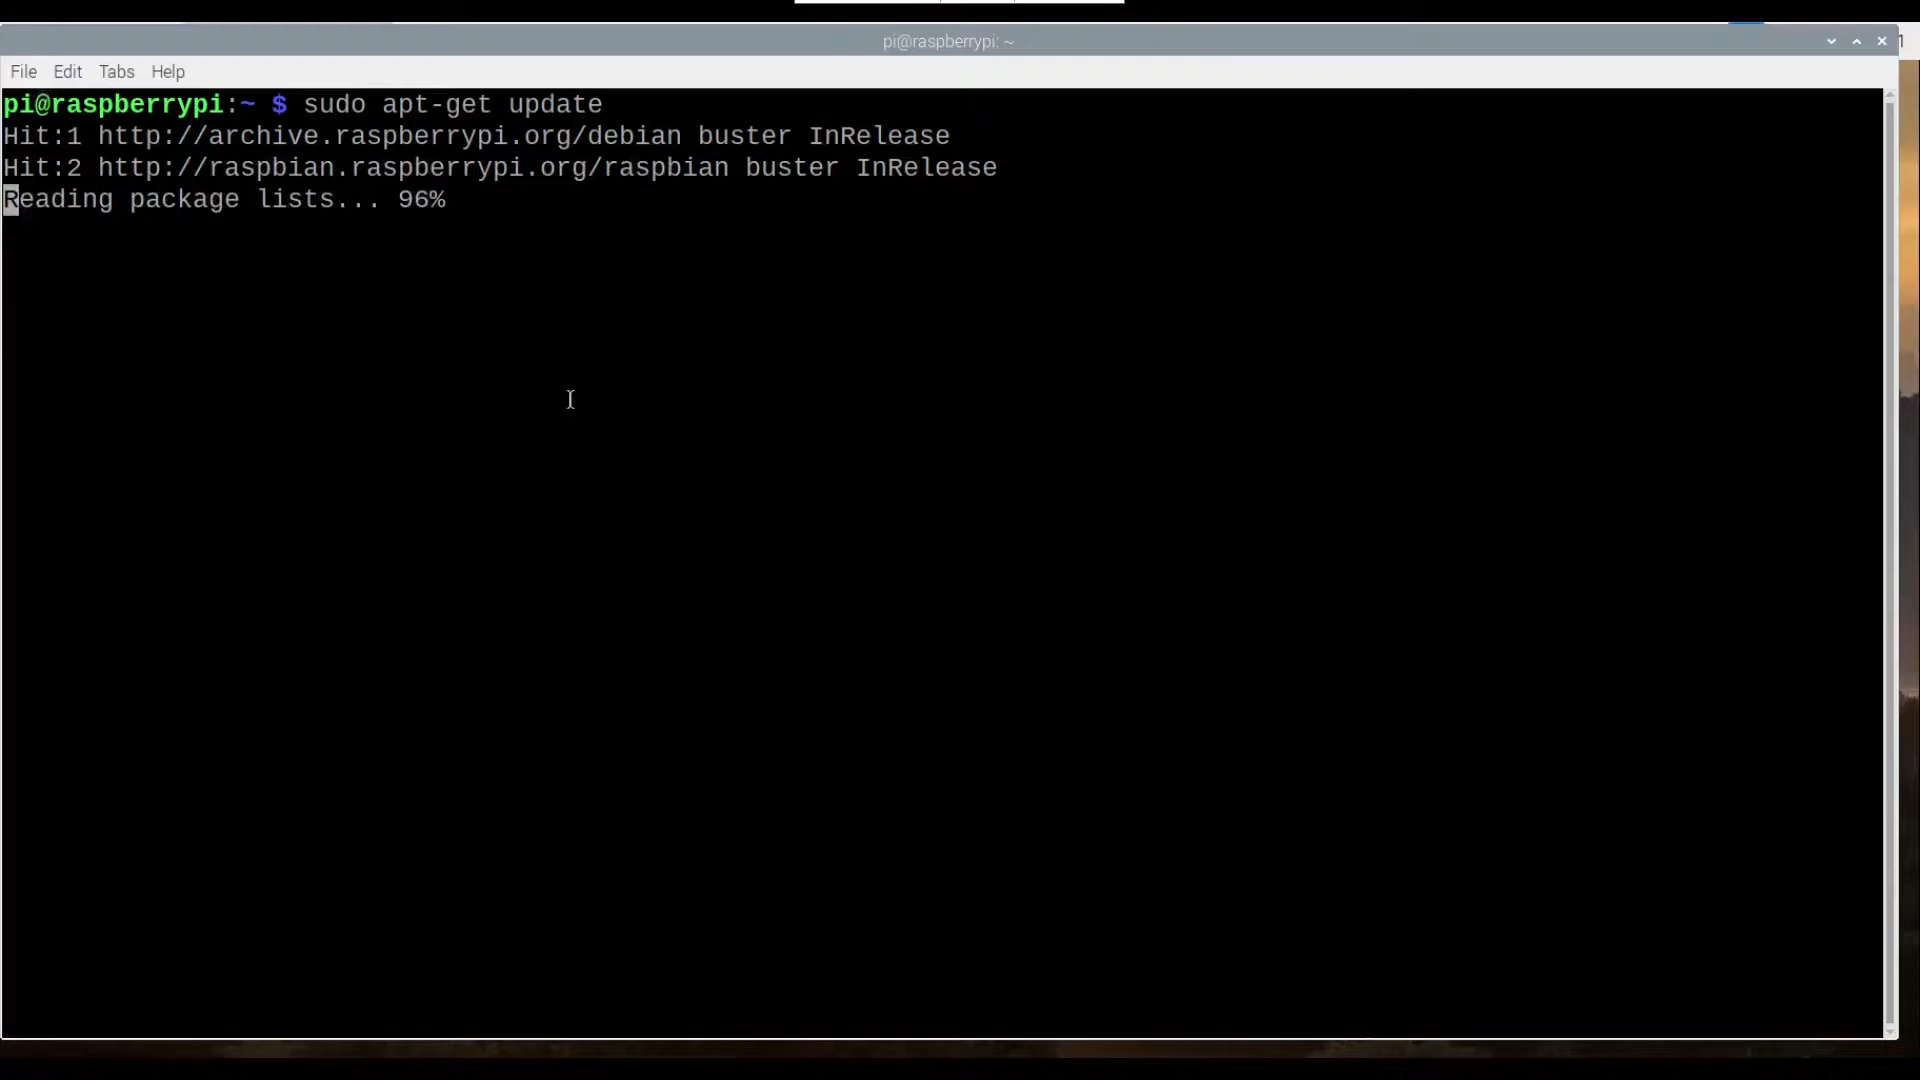 pi@raspberrypi: ~
File Edit Tabs Help
pi@raspberrypi:~ $ sudo apt-get update
Hit:1 http://archive.raspberrypi.org/debian buster InRelease
Hit:2 http://raspbian.raspberrypi.org/raspbian buster InRelease
Reading package lists... 96%